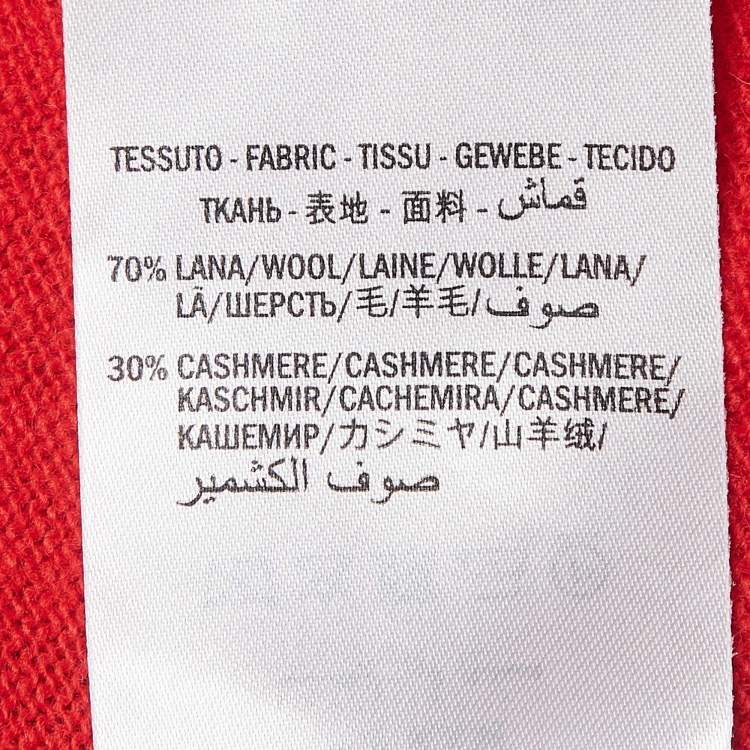 TESSUTO - FABRIC - TISSU - GEWEBE - TECIDO
ТКАНЬ - 表地 - 面料 - قماش
70% LANA/WOOL/LAINE/WOLLE/LANA/
LÃ/ШЕРСТЬ/毛/羊毛/صوف
30% CASHMERE/CASHMERE/CASHMERE/
KASCHMIR/CACHEMIRA/CASHMERE/
КАШЕМИР/カシミヤ/山羊绒/
صوف الكشمير